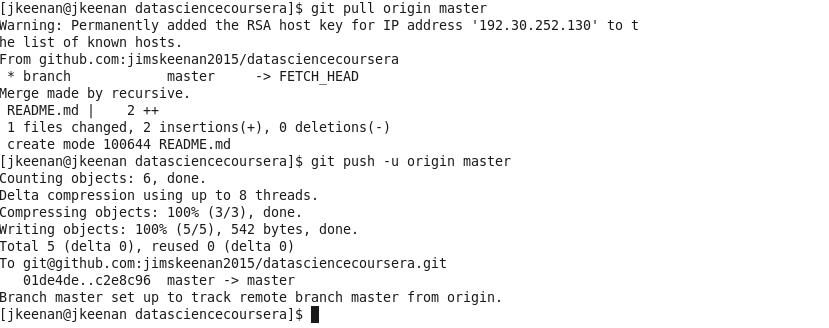 [jkeenan@jkeenan datasciencecoursera]$ git pull origin master
Warning: Permanently added the RSA host key for IP address '192.30.252.130' to t
he list of known hosts.
From github.com:jimskeenan2015/datasciencecoursera
 * branch            master     -> FETCH_HEAD
Merge made by recursive.
 README.md |    2 ++
 1 files changed, 2 insertions(+), 0 deletions(-)
 create mode 100644 README.md
[jkeenan@jkeenan datasciencecoursera]$ git push -u origin master
Counting objects: 6, done.
Delta compression using up to 8 threads.
Compressing objects: 100% (3/3), done.
Writing objects: 100% (5/5), 542 bytes, done.
Total 5 (delta 0), reused 0 (delta 0)
To git@github.com:jimskeenan2015/datasciencecoursera.git
   01de4de..c2e8c96  master -> master
Branch master set up to track remote branch master from origin.
[jkeenan@jkeenan datasciencecoursera]$